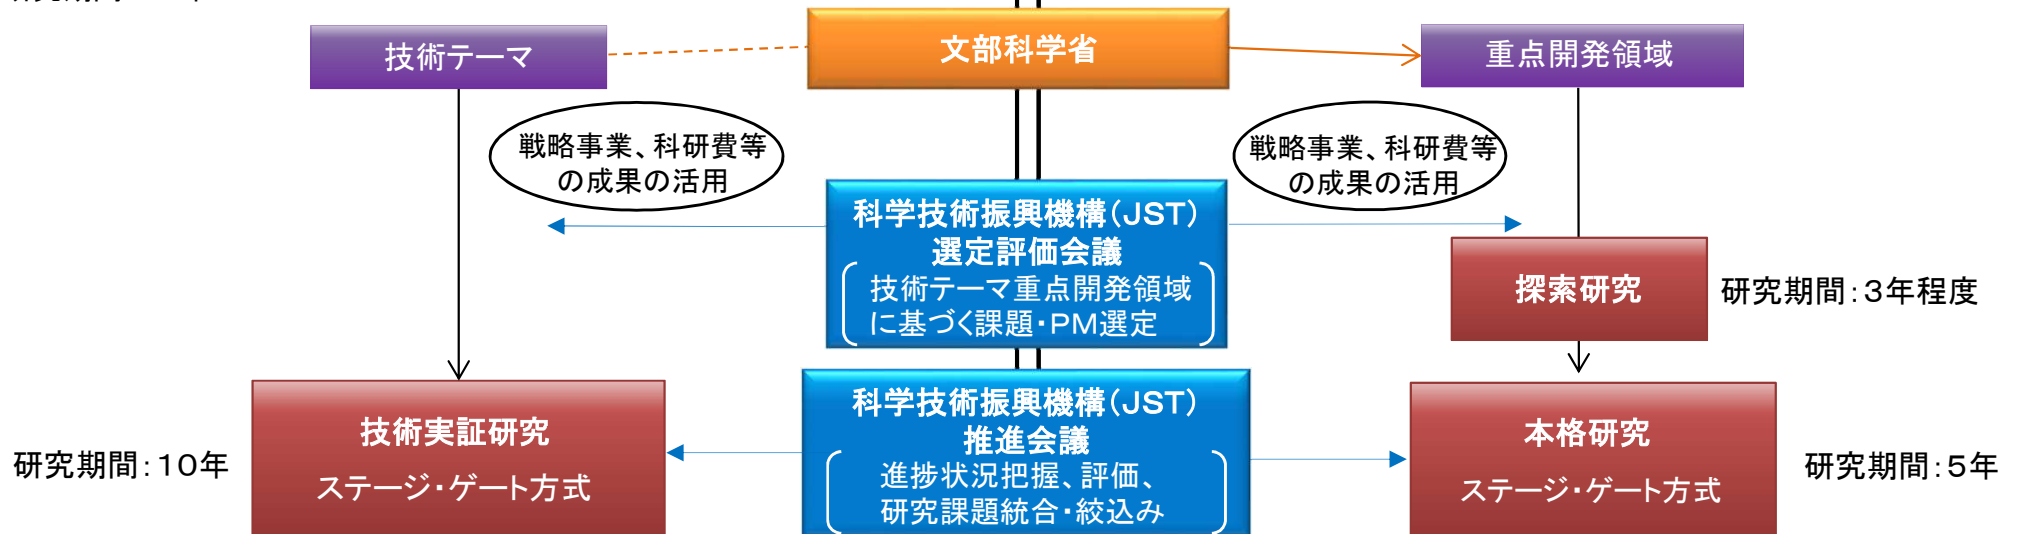 技術テーマ
文部科学省
重点開発領域
戦略事業、科研費等
の成果の活用
戦略事業、科研費等
の成果の活用
科学技術振興機構(JST)
選定評価会議
技術テーマ重点開発領域
に基づく課題・PM選定
探索研究
研究期間:3年程度
科学技術振興機構(JST)
推進会議
進捗状況把握、評価、
研究課題統合・絞込み
技術実証研究
ステージ・ゲート方式
研究期間:10年
本格研究
ステージ・ゲート方式
研究期間:5年